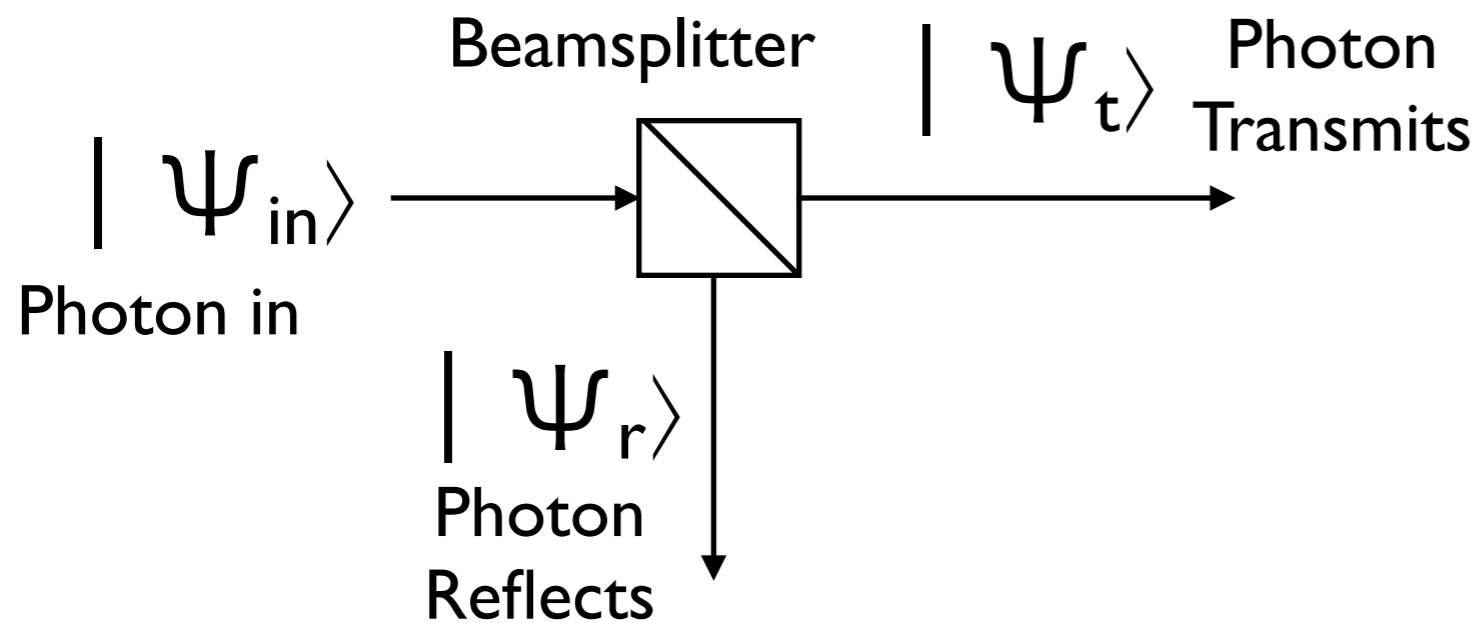 Beamsplitter
| Ψt⟩
Photon
Transmits
| Ψin⟩
Photon in
| Ψr⟩
Photon
Reflects